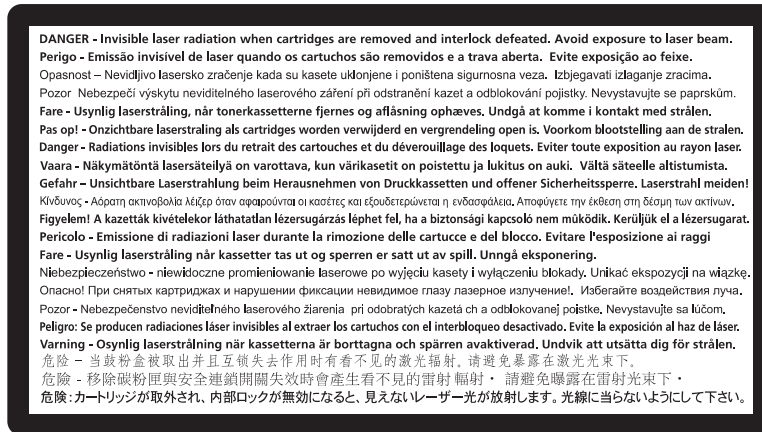 DANGER - Invisible laser radiation when cartridges are removed and interlock defeated. Avoid exposure to laser beam.
Perigo - Emissão invisível de laser quando os cartuchos são removidos e a trava aberta. Evite exposição ao feixe.
Opasnost – Nevidljivo lasersko zračenje kada su kasete uklonjene i poništena sigurnosna veza. Izbjegavati izlaganje zracima.
Pozor Nebezpečí výskytu neviditelného laserového záření při odstranění kazet a odblokování pojistky. Nevystavujte se paprskům.
Fare - Usynlig laserstråling, når tonerkassetterne fjernes og aflåsning ophæves. Undgå at komme i kontakt med strålen.
Pas op! - Onzichtbare laserstraling als cartridges worden verwijderd en vergrendeling open is. Voorkom blootstelling aan de stralen.
Danger - Radiations invisibles lors du retrait des cartouches et du déverouillage des loquets. Eviter toute exposition au rayon laser.
Vaara - Näkymätöntä lasersäteilyä on varottava, kun värikasetit on poistettu ja lukitus on auki. Vältä säteelle altistumista.
Gefahr – Unsichtbare Laserstrahlung beim Herausnehmen von Druckkassetten und offener Sicherheitssperre. Laserstrahl meiden!
Κίνδυνος - Αόρατη ακτινοβολία λέιζερ όταν αφαιρούνται οι κασέτες και εξουδετερώνεται η ενδασφάλεια. Αποφύγετε την έκθεση στη δέσμη των ακτίνων.
Figyelem! A kazetták kivételekor láthatatlan lézersugárzás léphet fel, ha a biztonsági kapcsoló nem mûködik. Kerüljük el a lézersugarat.
Pericolo - Emissione di radiazioni laser durante la rimozione delle cartucce e del blocco. Evitare l'esposizione ai raggi
Fare - Usynlig laserstråling når kassetter tas ut og sperren er satt ut av spill. Unngå eksponering.
Niebezpieczeństwo - niewidoczne promieniowanie laserowe po wyjęciu kasety i wyłączeniu blokady. Unikać ekspozycji na wiązkę.
Опасно! При снятых картриджах и нарушении фиксации невидимое глазу лазерное излучение!. Избегайте воздействия луча.
Pozor - Nebezpečenstvo neviditeľného laserového žiarenia pri odobratých kazetá ch a odblokovanej poistke. Nevystavujte sa lúčom.
Peligro: Se producen radiaciones láser invisibles al extraer los cartuchos con el interbloqueo desactivado. Evite la exposición al haz de láser.
Varning - Osynlig laserstrålning när kassetterna är borttagna och spärren avaktiverad. Undvik att utsätta dig för strålen.
危险 - 当鼓粉盒被取出并且互锁失去作用时有看不见的激光辐射. 请避免暴露在激光光束下.
危險 - 移除碳粉匣與安全連鎖開關失效時會產生看不見的雷射 輻射・ 請避免曝露在雷射光束下・
危険：カートリッジが取外され、内部ロックが無効になると、見えないレーザー光が放射します。光線に当らないようにして下さい。